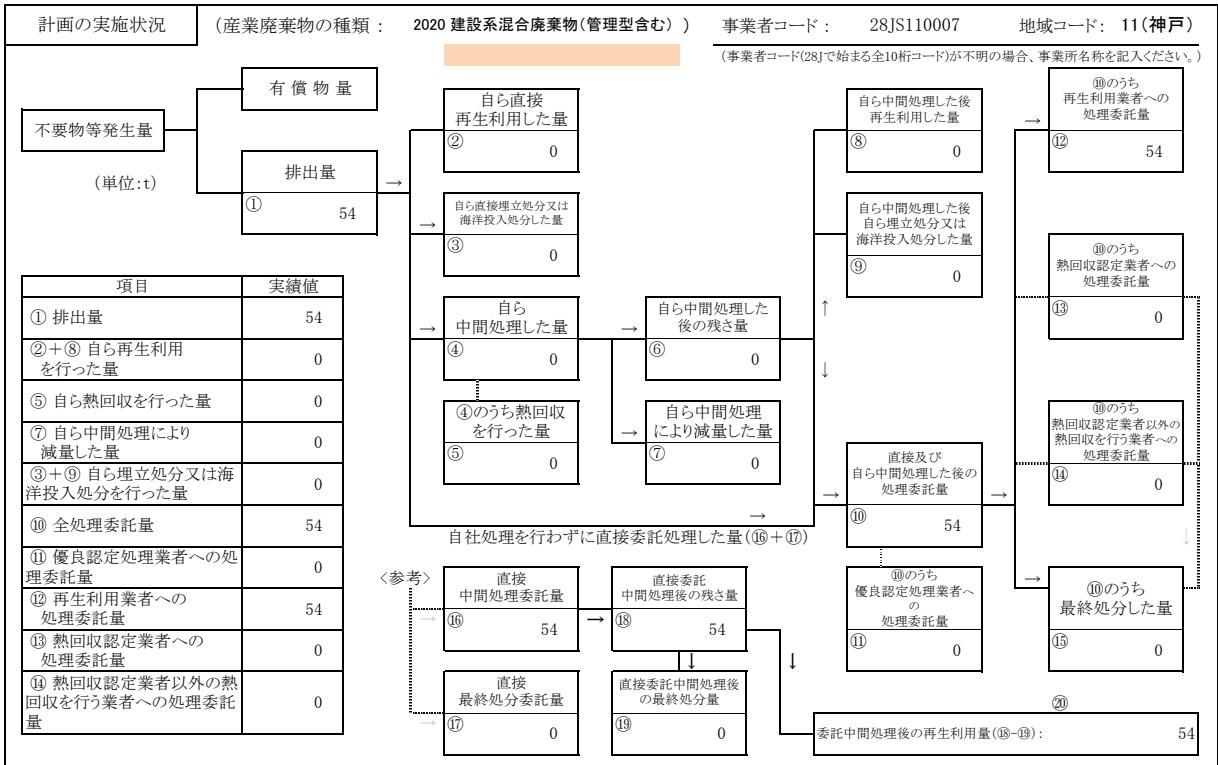 計画の実施状況
(産業廃棄物の種類 : 2020 建設系混合廃棄物(管理型含む) )
事業者コード : 28JS110007
地域コード: 11(神戸)
(事業者コード(28Jで始まる全10桁コード)が不明の場合、事業所名称を記入ください。)
不要物等発生量
(単位:t)
有 償 物 量
排出量
→
①
54
自ら直接
再生利用した量
②
0
→
自ら直接埋立処分又は
海洋投入処分した量
③
0
→
自ら
中間処理した量
④
0
④のうち熱回収
を行った量
⑤
0
→
自ら中間処理した
後の残さ量
⑥
0
→
自ら中間処理
により減量した量
⑦
0
自ら中間処理した後
再生利用した量
⑧
0
自ら中間処理した後
自ら埋立処分又は
海洋投入処分した量
⑨
0
↑
↓
→
直接及び
自ら中間処理した後の
処理委託量
⑩
54
→
⑩のうち
優良認定処理業者へ
の
処理委託量
⑪
0
→
⑩のうち
再生利用業者への
処理委託量
⑫
54
⑩のうち
熱回収認定業者への
処理委託量
⑬
0
⑩のうち
熱回収認定業者以外の
熱回収を行う業者への
処理委託量
⑭
0
↓
→
⑩のうち
最終処分した量
⑮
0
項目 実績値
① 排出量 54
②+⑧ 自ら再生利用
を行った量 0
⑤ 自ら熱回収を行った量 0
⑦ 自ら中間処理により
減量した量 0
③+⑨ 自ら埋立処分又は海
洋投入処分を行った量 0
⑩ 全処理委託量 54
⑪ 優良認定処理業者への処
理委託量 0
⑫ 再生利用業者への
処理委託量 54
⑬ 熱回収認定業者への
処理委託量 0
⑭ 熱回収認定業者以外の熱
回収を行う業者への処理委託
量 0
→
自社処理を行わずに直接委託処理した量(⑯+⑰)
〈参考〉
→
直接
中間処理委託量
⑯
54
→
直接委託
中間処理後の残さ量
⑱
54
→
直接
最終処分委託量
⑰
0
↓
直接委託中間処理後
の最終処分量
⑲
0
↓
⑳
委託中間処理後の再生利用量(⑱-⑲) : 54